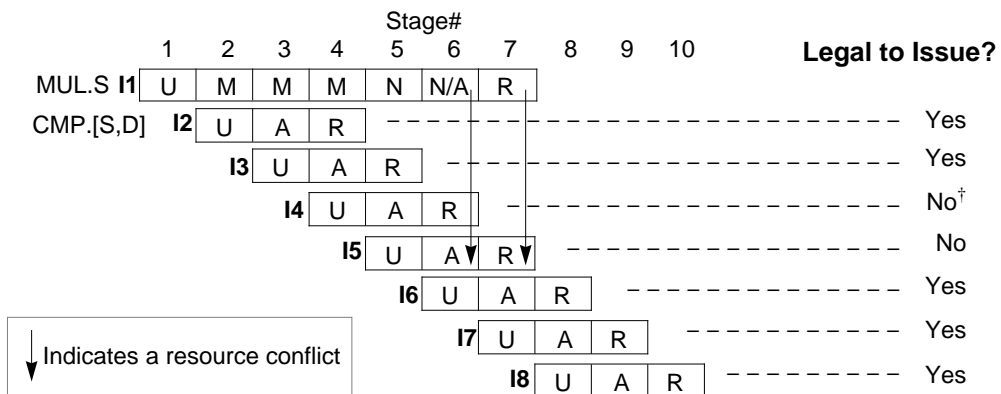 Stage#
1 2 3 4 5 6 7 8 9 10 Legal to Issue?
MUL.S I1 U M M M N N/A R
CMP.[S,D] I2 U A R Yes
I3 U A R Yes
I4 U A R No†
I5 U A R No
I6 U A R Yes
I7 U A R Yes
I8 U A R Yes
Indicates a resource conflict